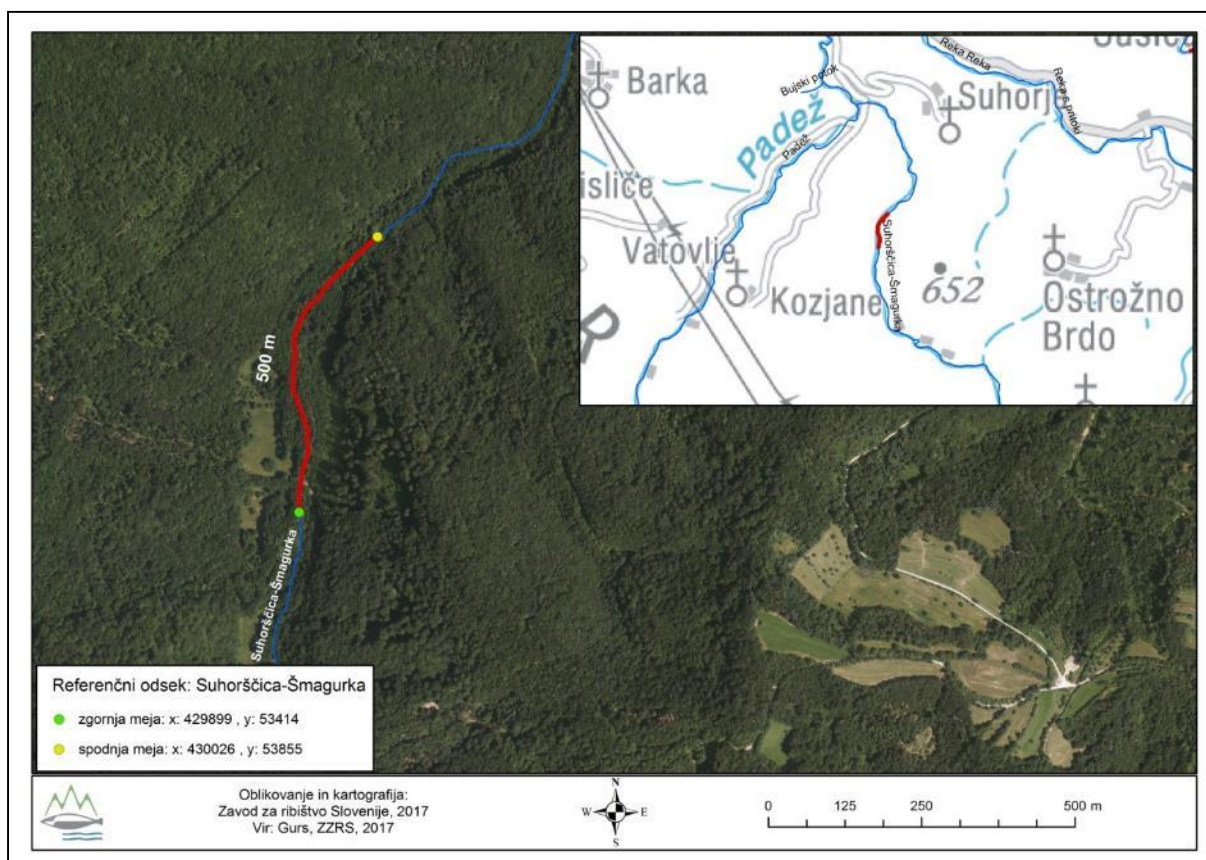 Barka
Bujski potok
Padež
Padež
Reka Reka
Suhorje
Reka s pritoki
Vatovlje
Kozjane
Suhorščica-Šmagurka
652
Ostrožno
Brdo
500 m
Suhorščica-Šmagurka
Referenčni odsek: Suhorščica-Šmagurka
zgornja meja: x: 429899 , y: 53414
spodnja meja: x: 430026 , y: 53855
Oblikovanje in kartografija:
Zavod za ribištvo Slovenije, 2017
Vir: Gurs, ZZRS, 2017
N
W E
S
0 125 250 500 m